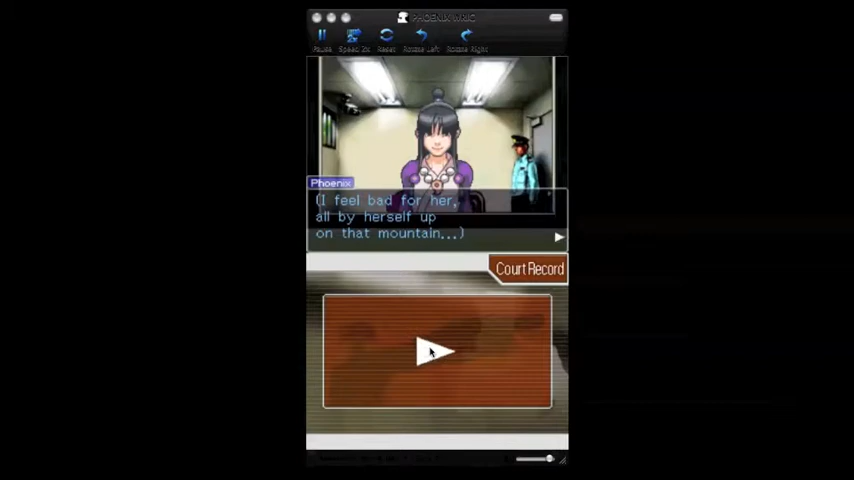 PHOENIX WRIG
Pause Speed 2x Reset Rotate Left Rotate Right
Phoenix
(I feel bad for her,
all by herself up
on that mountain...)
Court Record